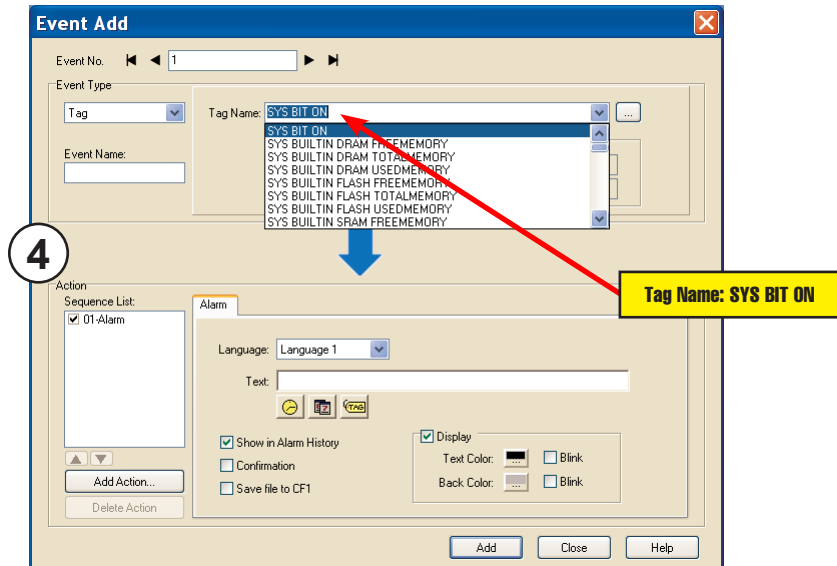 Event Add
Event No. 1
Event Type
Tag
Tag Name: SYS BIT ON
...
SYS BIT ON
SYS BUILTIN DRAM FREEMEMORY
SYS BUILTIN DRAM TOTALMEMORY
SYS BUILTIN DRAM USEDMEMORY
SYS BUILTIN FLASH FREEMEMORY
SYS BUILTIN FLASH TOTALMEMORY
SYS BUILTIN FLASH USEDMEMORY
SYS BUILTIN SRAM FREEMEMORY
Event Name:
4
Tag Name: SYS BIT ON
Action
Sequence List:
01-Alarm
Add Action...
Delete Action
Alarm
Language: Language 1
Text:
TAG
Show in Alarm History
Confirmation
Save file to CF1
Display
Text Color: ... Blink
Back Color: ... Blink
Add Close Help